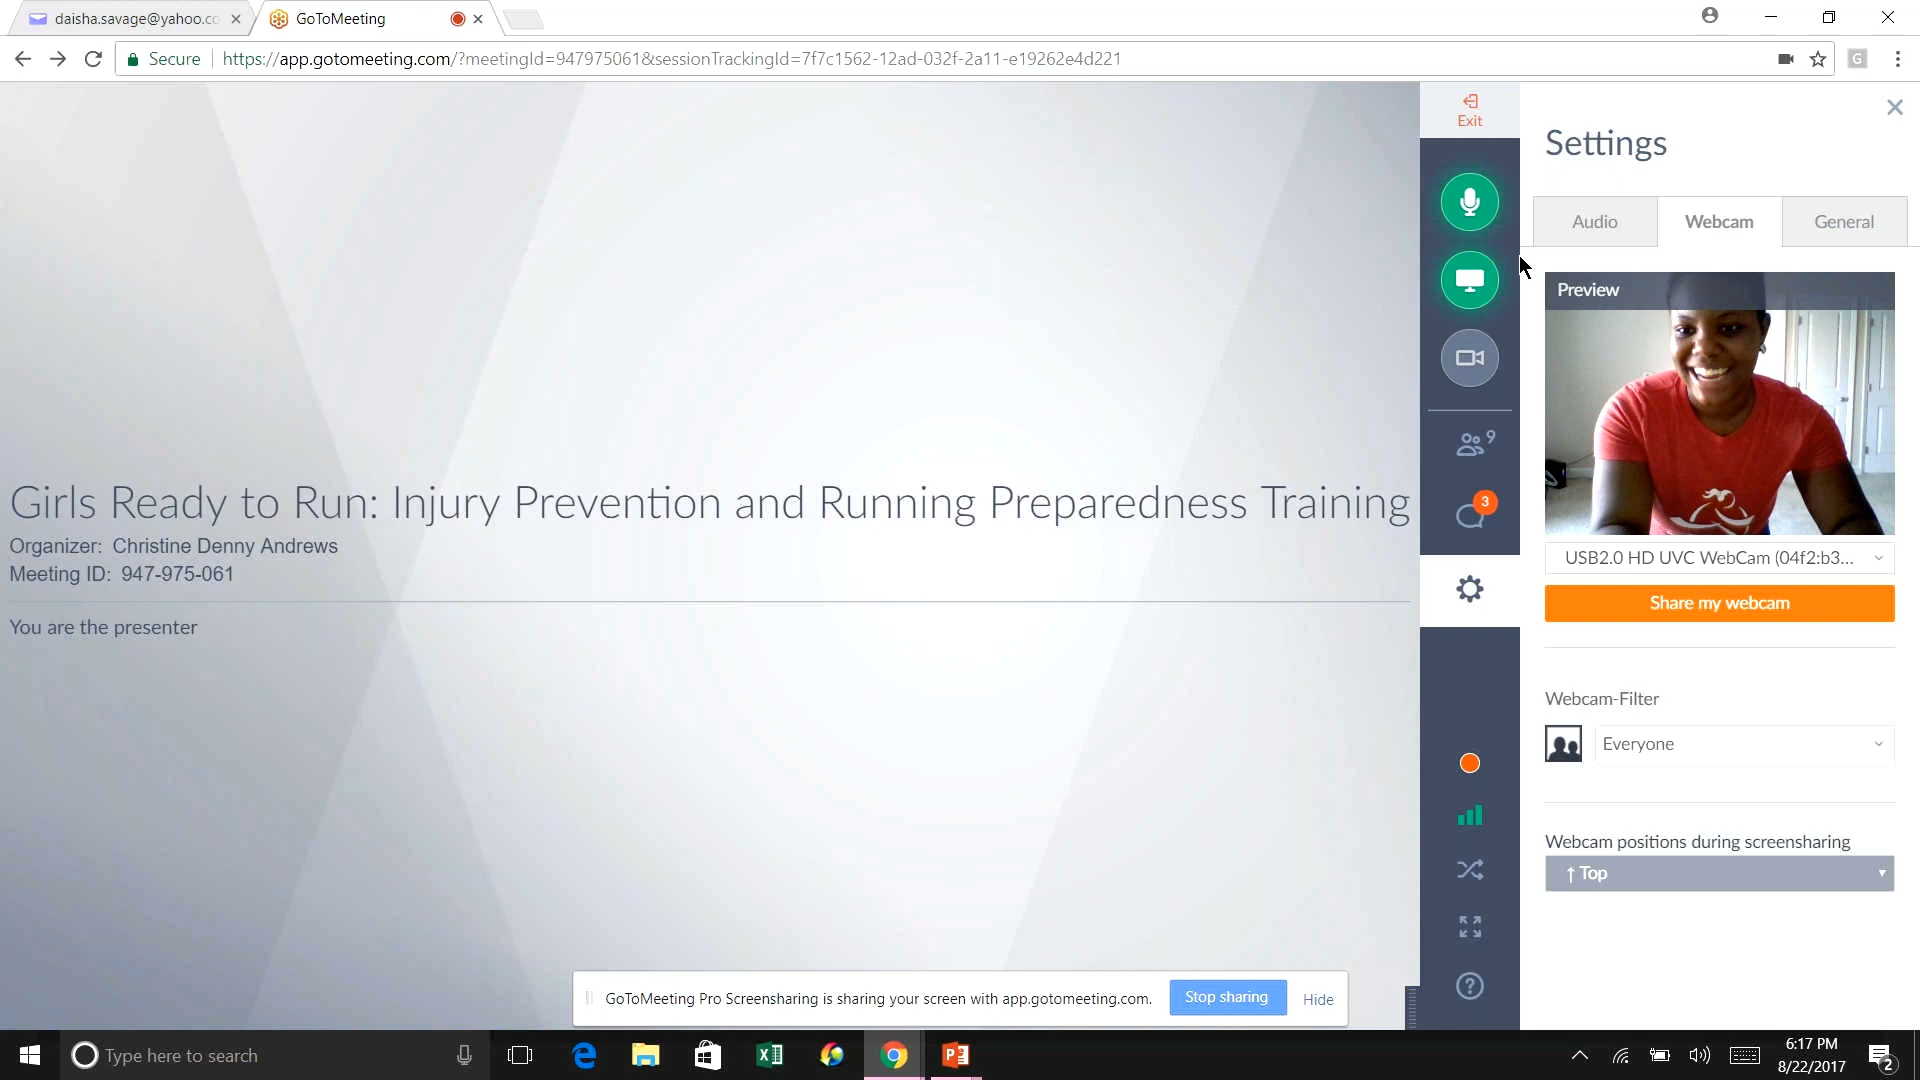 daisha.savage@yahoo.co
GoToMeeting
Secure
https://app.gotomeeting.com/?meetingId=947975061&sessionTrackingId=7f7c1562-12ad-032f-2a11-e19262e4d221
G
Exit
Settings
Audio
Webcam
General
Preview
9
3
USB2.0 HD UVC WebCam (04f2:b3...
Share my webcam
Girls Ready to Run: Injury Prevention and Running Preparedness Training
Organizer: Christine Denny Andrews
Meeting ID: 947-975-061
You are the presenter
Webcam-Filter
Everyone
Webcam positions during screensharing
↑ Top
?
GoToMeeting Pro Screensharing is sharing your screen with app.gotomeeting.com.
Stop sharing
Hide
Type here to search
6:17 PM
8/22/2017
2